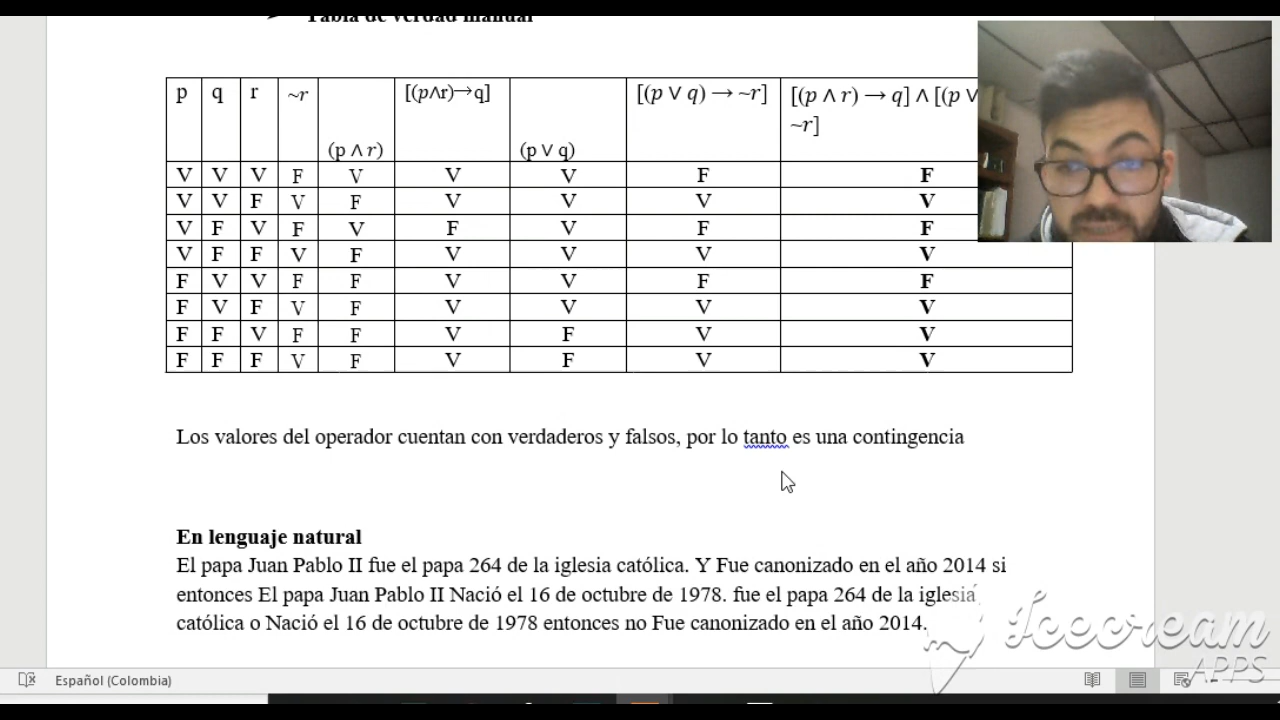 Tabla de verdad manual
p q r ~r (p ∧ r) [(p∧r)→q] (p ∨ q) [(p ∨ q) → ~r] [(p ∧ r) → q] ∧ [(p ∨
~r]
V V V F V V V F F
V V F V F V V V V
V F V F V F V F F
V F F V F V V V V
F V V F F V V F F
F V F V F V V V V
F F V F F V F V V
F F F V F V F V V
Los valores del operador cuentan con verdaderos y falsos, por lo tanto es una contingencia
En lenguaje natural
El papa Juan Pablo II fue el papa 264 de la iglesia católica. Y Fue canonizado en el año 2014 si
entonces El papa Juan Pablo II Nació el 16 de octubre de 1978. fue el papa 264 de la iglesia
católica o Nació el 16 de octubre de 1978 entonces no Fue canonizado en el año 2014.
Icecream
APPS
Español (Colombia)